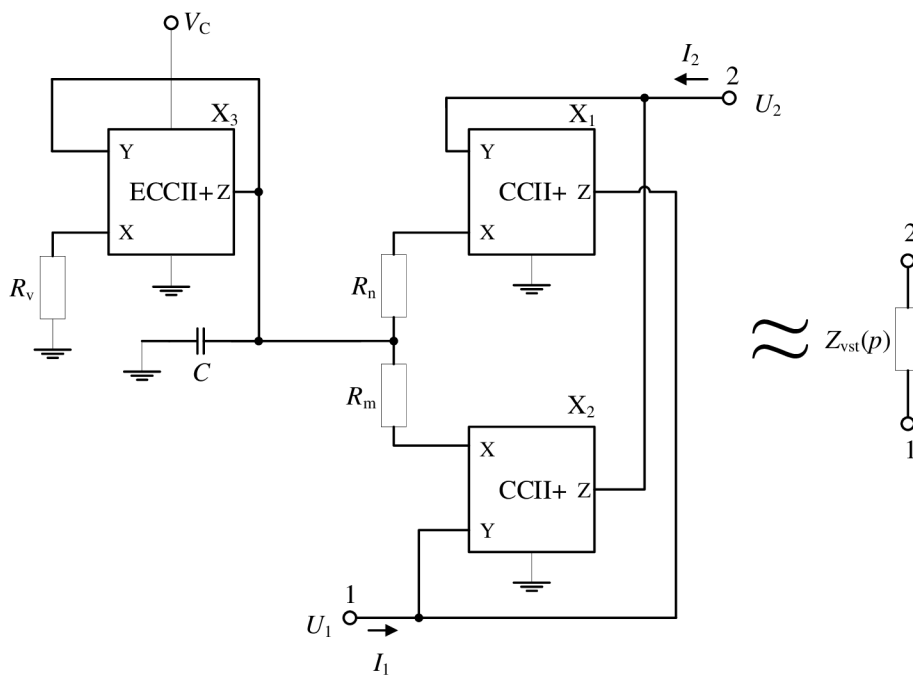 V_C
I_2
2
U_2
X_3
X_1
Y
ECCII+
Z
X
Y
CCII+
Z
X
R_v
R_n
C
R_m
X_2
X
CCII+
Z
Y
1
U_1
I_1
≈
2
Z_vst(p)
1